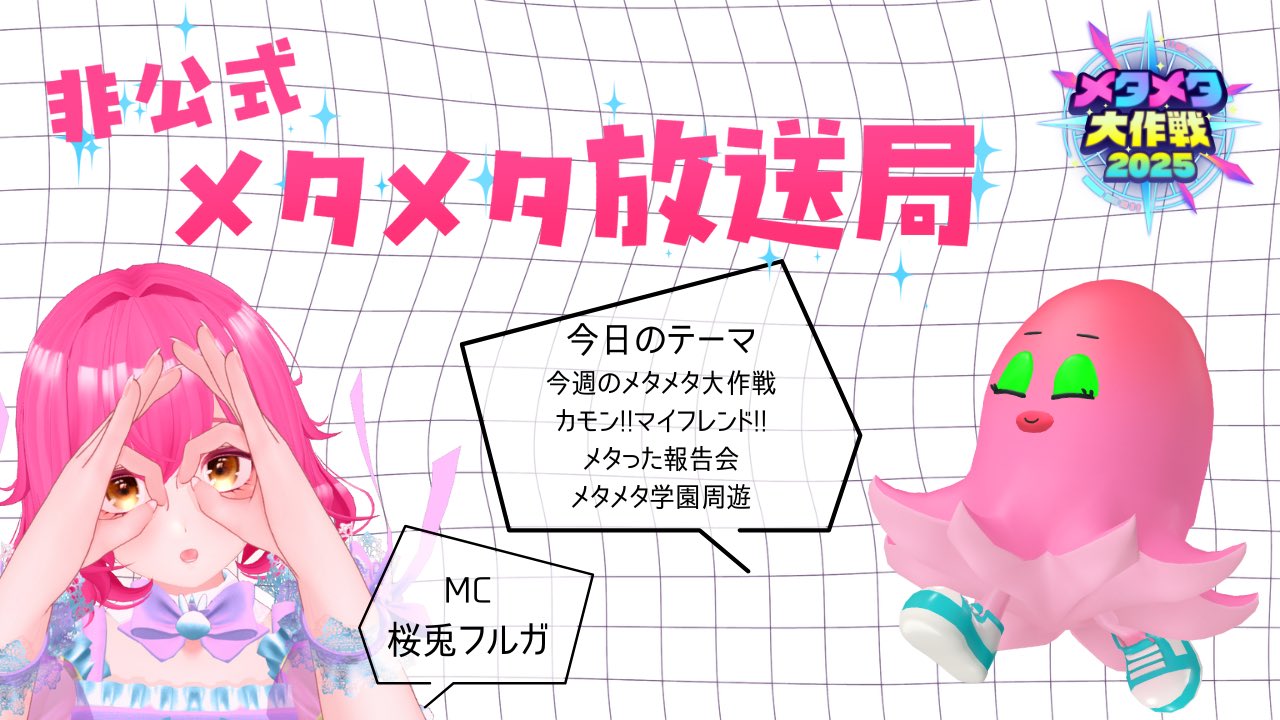 非公式
メタメタ放送局
メタメタ
大作戦
2025
今日のテーマ
今週のメタメタ大作戦
カモン!!マイフレンド!!
メタった報告会
メタメタ学園周遊
MC
桜兎フルガ